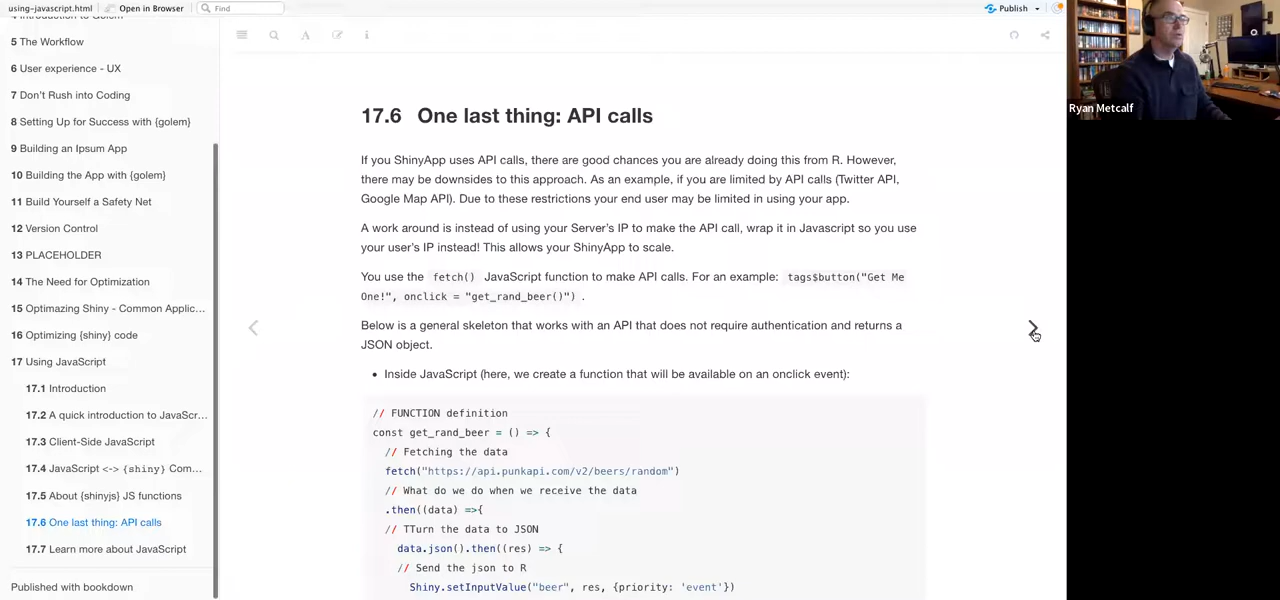 using-javascript.html Open in Browser Find Publish
5 The Workflow
6 User experience - UX
7 Don't Rush into Coding
8 Setting Up for Success with {golem}
9 Building an Ipsum App
10 Building the App with {golem}
11 Build Yourself a Safety Net
12 Version Control
13 PLACEHOLDER
14 The Need for Optimization
15 Optimazing Shiny - Common Applic...
16 Optimizing {shiny} code
17 Using JavaScript
17.1 Introduction
17.2 A quick introduction to JavaScr...
17.3 Client-Side JavaScript
17.4 JavaScript <-> {shiny} Com...
17.5 About {shinyjs} JS functions
17.6 One last thing: API calls
17.7 Learn more about JavaScript
Published with bookdown
17.6 One last thing: API calls
If you ShinyApp uses API calls, there are good chances you are already doing this from R. However,
there may be downsides to this approach. As an example, if you are limited by API calls (Twitter API,
Google Map API). Due to these restrictions your end user may be limited in using your app.
A work around is instead of using your Server's IP to make the API call, wrap it in Javascript so you use
your user's IP instead! This allows your ShinyApp to scale.
You use the fetch() JavaScript function to make API calls. For an example: tags$button("Get Me
One!", onclick = "get_rand_beer()") .
Below is a general skeleton that works with an API that does not require authentication and returns a
JSON object.
• Inside JavaScript (here, we create a function that will be available on an onclick event):
// FUNCTION definition
const get_rand_beer = () => {
// Fetching the data
fetch("https://api.punkapi.com/v2/beers/random")
// What do we do when we receive the data
.then((data) =>{
// TTurn the data to JSON
data.json().then((res) => {
// Send the json to R
Shiny.setInputValue("beer", res, {priority: 'event'})
Ryan Metcalf